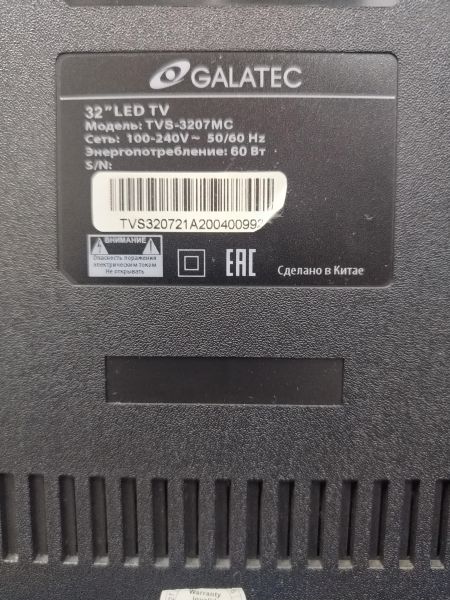 GALATEC
32" LED TV
Модель: TVS-3207MC
Сеть: 100-240V ~ 50/60 Hz
Энергопотребление: 60 Вт
S/N:
TVS320721A200400992
ВНИМАНИЕ
Опасность поражения
электрическим током
Не открывать
EAC
Сделано в Китае
Warranty